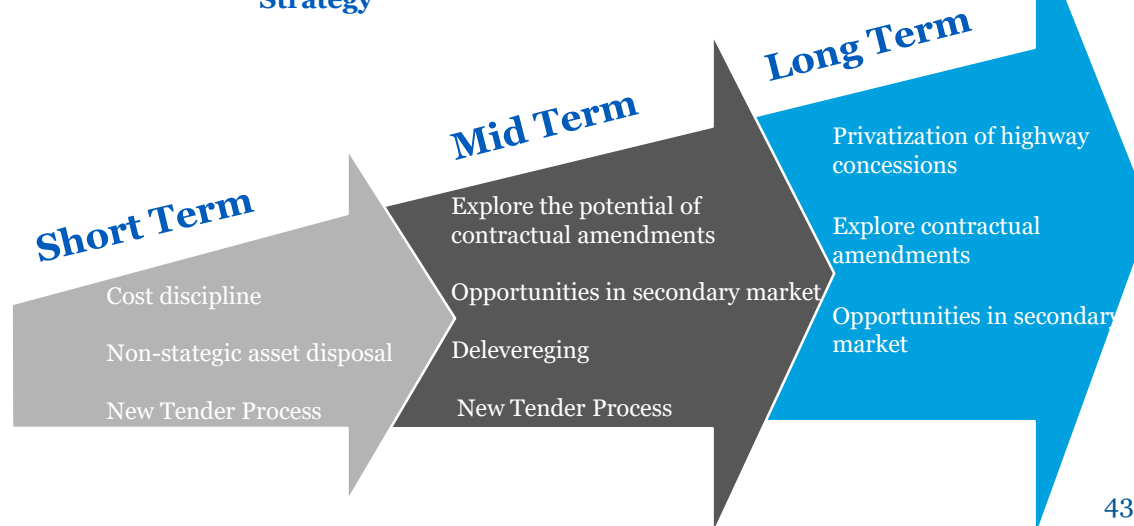 Strategy
Short Term
Cost discipline
Non-stategic asset disposal
New Tender Process
Mid Term
Explore the potential of
contractual amendments
Opportunities in secondary market
Delevereging
New Tender Process
Long Term
Privatization of highway
concessions
Explore contractual
amendments
Opportunities in secondary
market
43